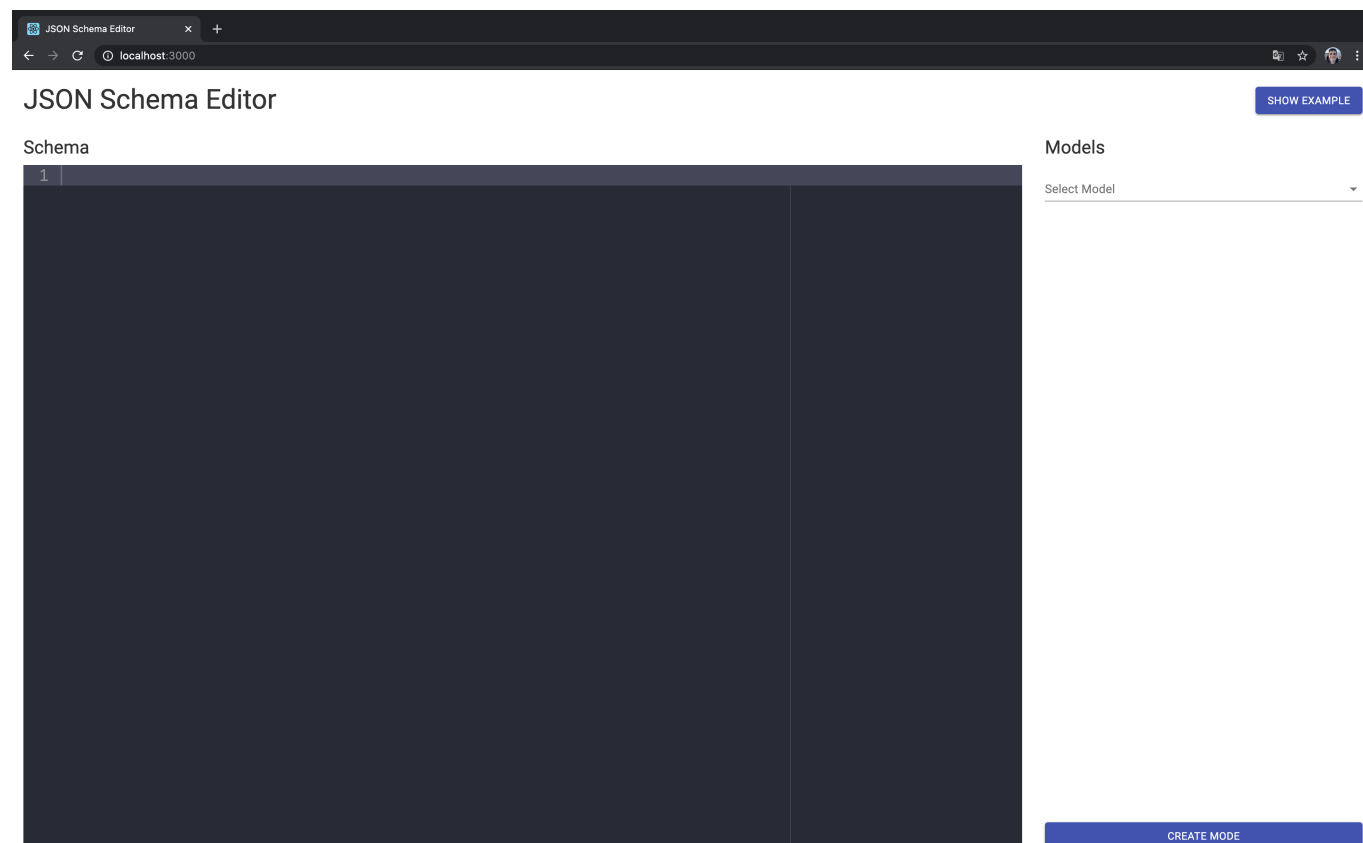 JSON Schema Editor
localhost:3000
JSON Schema Editor
SHOW EXAMPLE
Schema
Models
1
Select Model
CREATE MODE